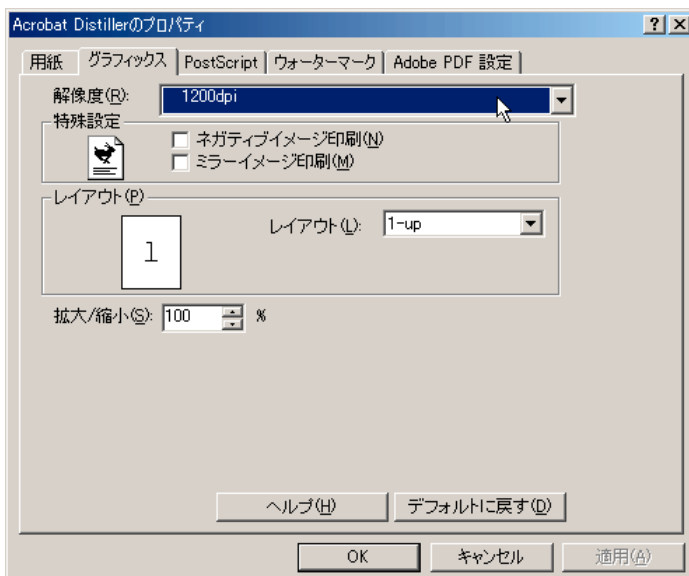 Acrobat Distillerのプロパティ
用紙 グラフィックス PostScript ウォーターマーク Adobe PDF 設定
解像度(R): 1200dpi
特殊設定
ネガティブイメージ印刷(N)
ミラーイメージ印刷(M)
レイアウト(P)
1
レイアウト(L): 1-up
拡大/縮小(S): 100 %
ヘルプ(H) デフォルトに戻す(D)
OK キャンセル 適用(A)